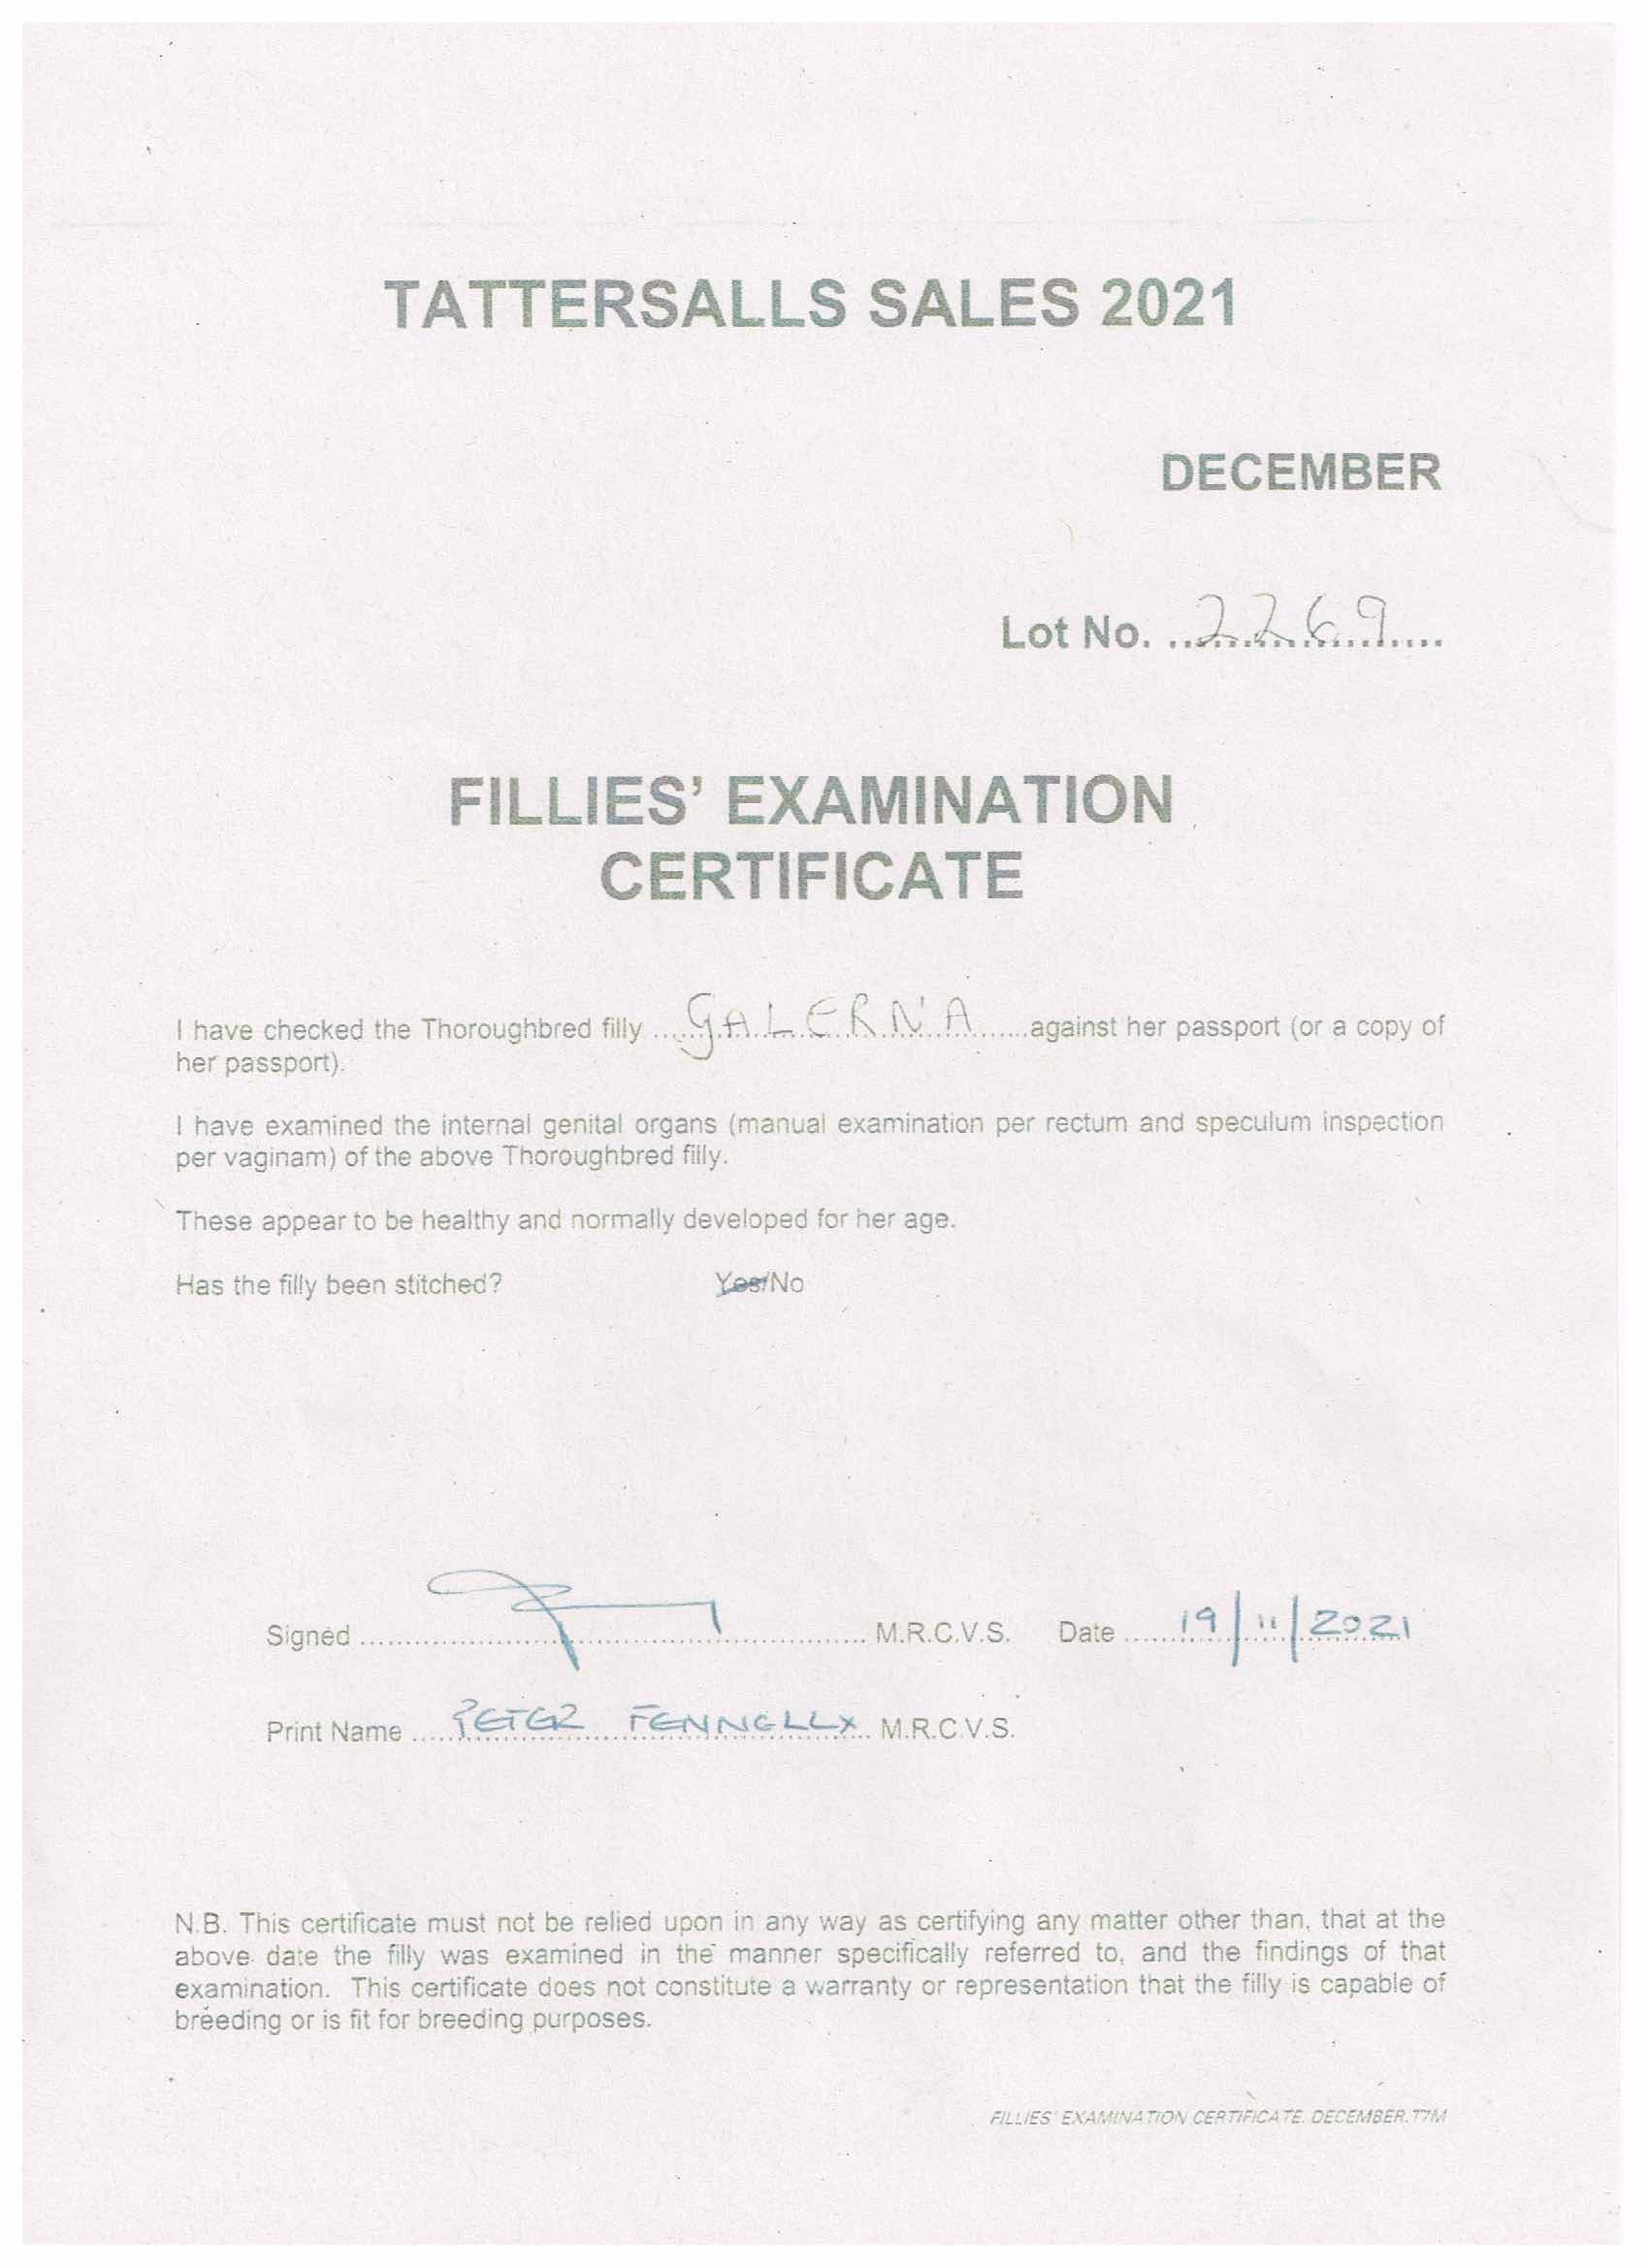 TATTERSALLS SALES 2021
DECEMBER
Lot No. ...2269...
FILLIES' EXAMINATION
CERTIFICATE
I have checked the Thoroughbred filly ...GALERNA...against her passport (or a copy of
her passport).
I have examined the internal genital organs (manual examination per rectum and speculum inspection
per vaginam) of the above Thoroughbred filly.
These appear to be healthy and normally developed for her age.
Has the filly been stitched? Yes/No
Signed ... M.R.C.V.S. Date ...19/11/2021
Print Name ...PETER FENNELLY... M.R.C.V.S.
N.B. This certificate must not be relied upon in any way as certifying any matter other than, that at the
above date the filly was examined in the manner specifically referred to, and the findings of that
examination. This certificate does not constitute a warranty or representation that the filly is capable of
breeding or is fit for breeding purposes.
FILLIES' EXAMINATION CERTIFICATE. DECEMBER.T7M